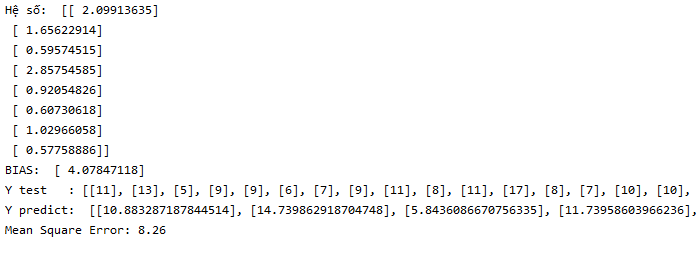 Hệ số:  [[ 2.09913635]
 [ 1.65622914]
 [ 0.59574515]
 [ 2.85754585]
 [ 0.92054826]
 [ 0.60730618]
 [ 1.02966058]
 [ 0.57758886]]
BIAS:  [ 4.07847118]
Y test   : [[11], [13], [5], [9], [9], [6], [7], [9], [11], [8], [11], [17], [8], [7], [10], [10],
Y predict:  [[10.883287187844514], [14.739862918704748], [5.8436086670756335], [11.73958603966236],
Mean Square Error: 8.26